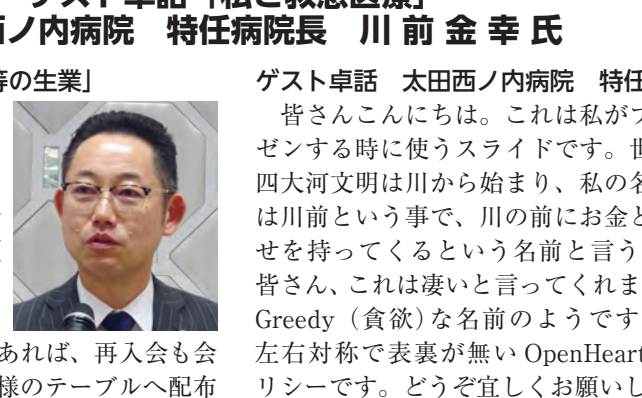 ゲスト卓話「私と救急医療」
西ノ内病院　特任病院長　川 前 金 幸 氏
等の生業」
あれば、再入会も会
様のテーブルへ配布
ゲスト卓話　太田西ノ内病院　特任
　皆さんこんにちは。これは私がプ
ゼンする時に使うスライドです。世
四大河文明は川から始まり、私の名
は川前という事で、川の前にお金と
せを持ってくるという名前と言う
皆さん、これは凄いと言ってくれま
Greedy（貪欲）な名前のようです
左右対称で表裏が無い OpenHeart
リシーです。どうぞ宜しくお願いし